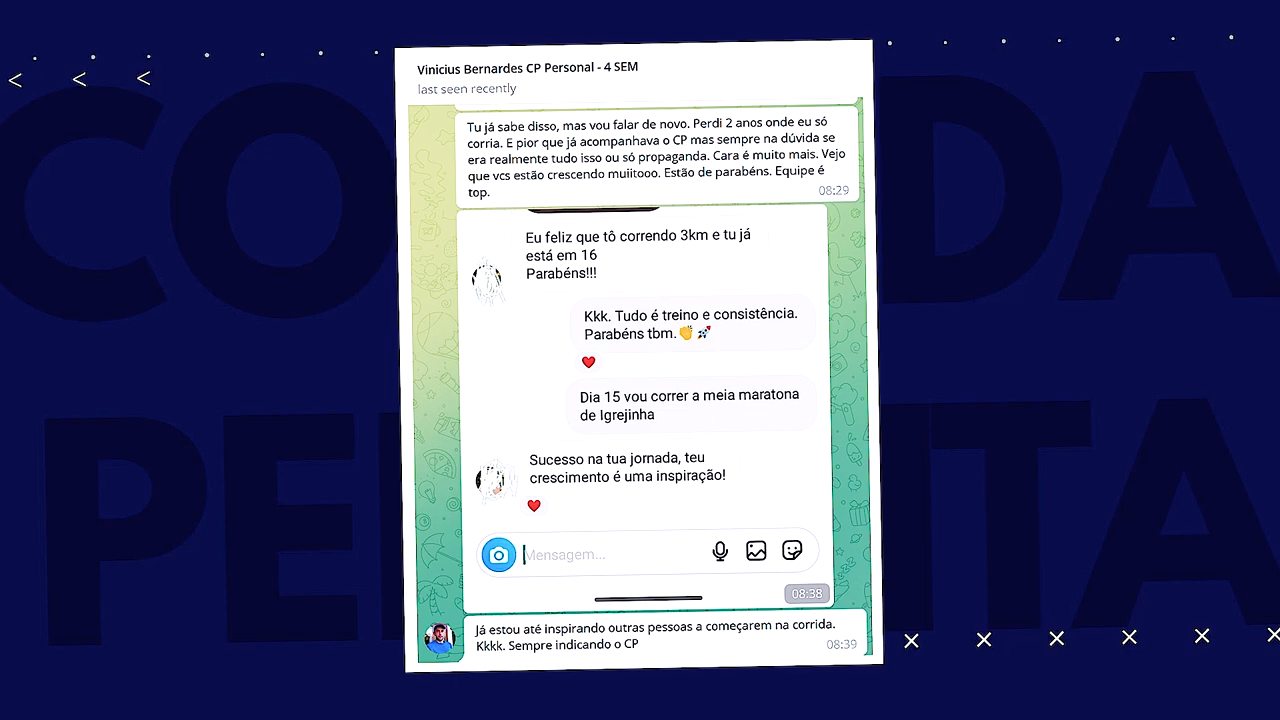 CORRIDA
PERFEITA
Vinicius Bernardes CP Personal - 4 SEM
last seen recently
Tu já sabe disso, mas vou falar de novo. Perdi 2 anos onde eu só
corria. E pior que já acompanhava o CP mas sempre na dúvida se
era realmente tudo isso ou só propaganda. Cara é muito mais. Vejo
que vcs estão crescendo muiitooo. Estão de parabéns. Equipe é
top.
08:29
Eu feliz que tô correndo 3km e tu já
está em 16
Parabéns!!!
Kkk. Tudo é treino e consistência.
Parabéns tbm.👏🚀
❤️
Dia 15 vou correr a meia maratona
de Igrejinha
Sucesso na tua jornada, teu
crescimento é uma inspiração!
❤️
Mensagem...
08:38
Já estou até inspirando outras pessoas a começarem na corrida.
Kkkk. Sempre indicando o CP
08:39